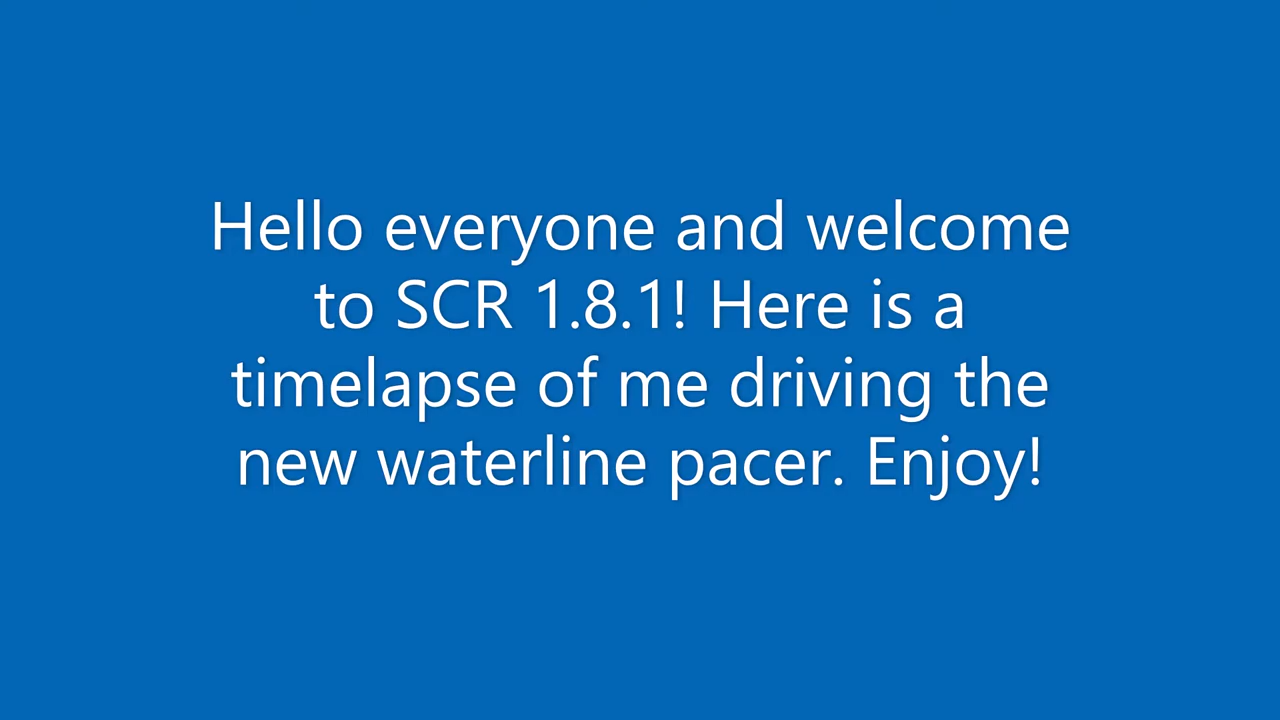 Hello everyone and welcome
to SCR 1.8.1! Here is a
timelapse of me driving the
new waterline pacer. Enjoy!